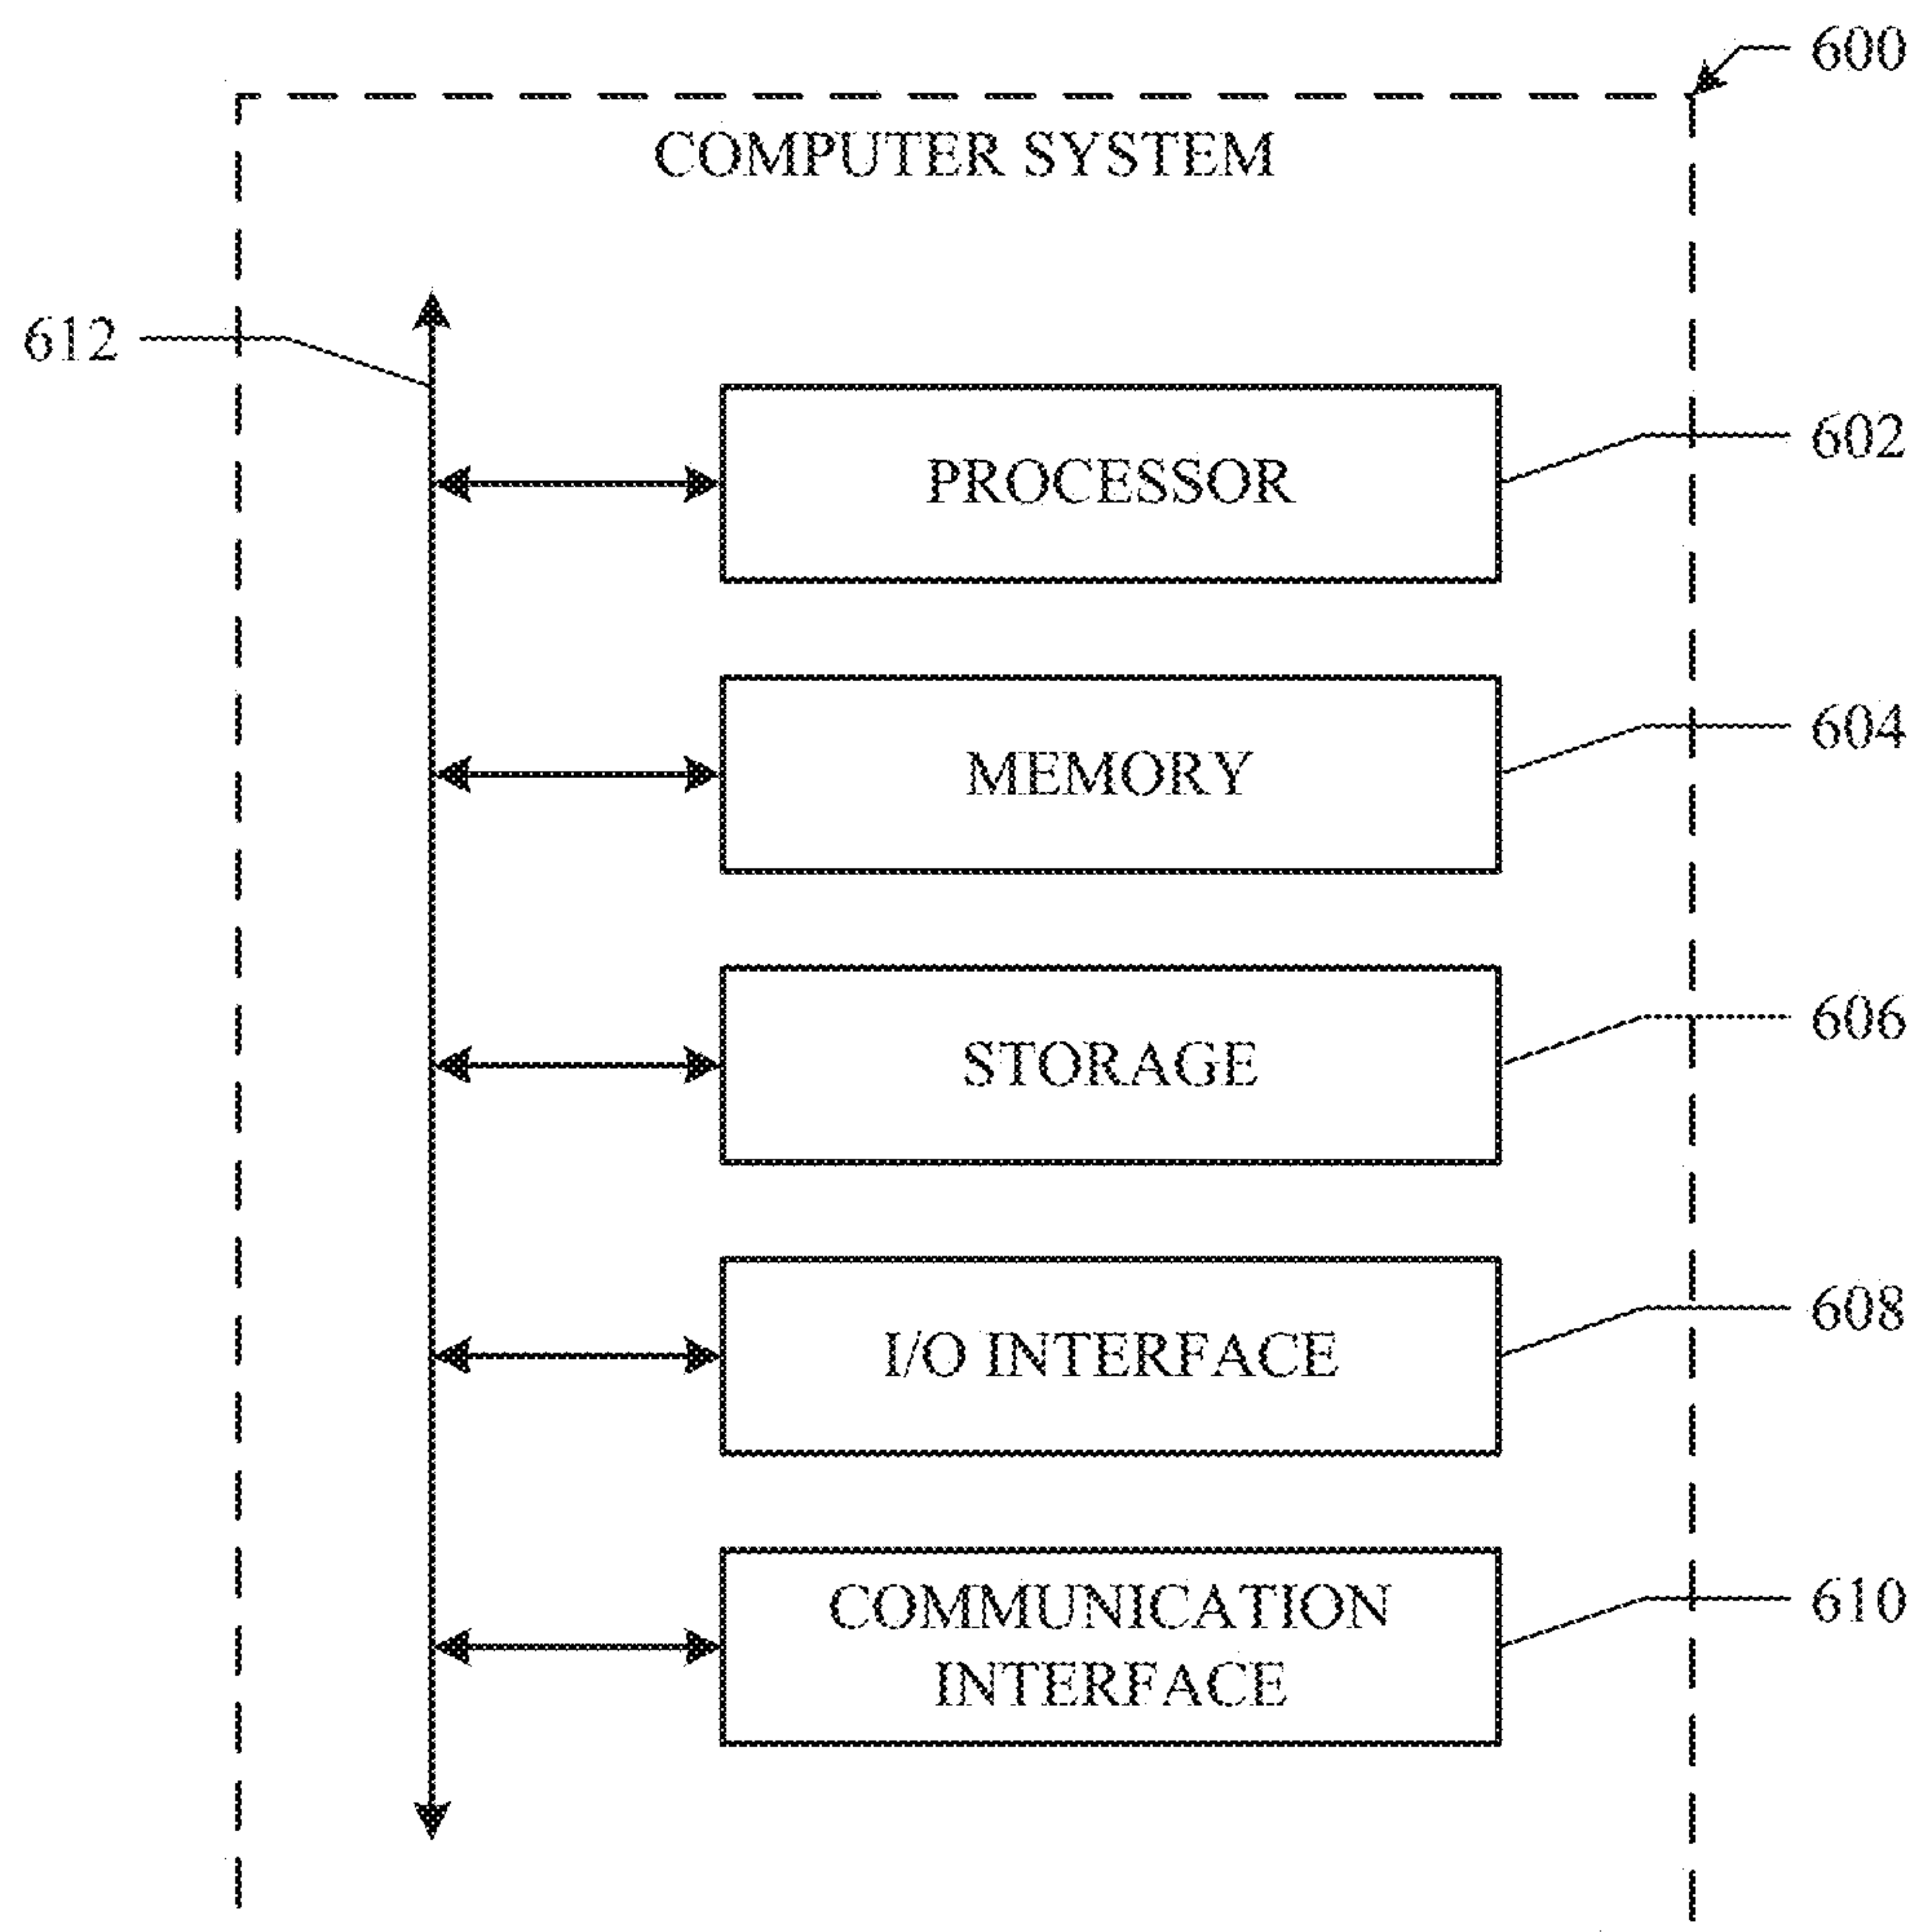 600
COMPUTER SYSTEM
612
PROCESSOR
602
MEMORY
604
STORAGE
606
I/O INTERFACE
608
COMMUNICATION
INTERFACE
610